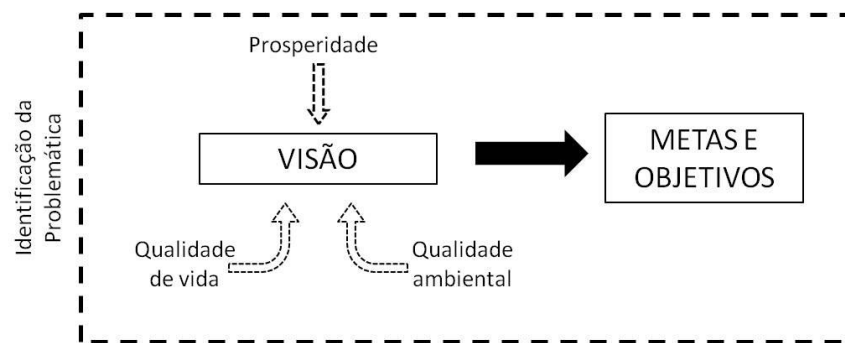 Identificação da
Problemática
Prosperidade
VISÃO
METAS E
OBJETIVOS
Qualidade
de vida
Qualidade
ambiental